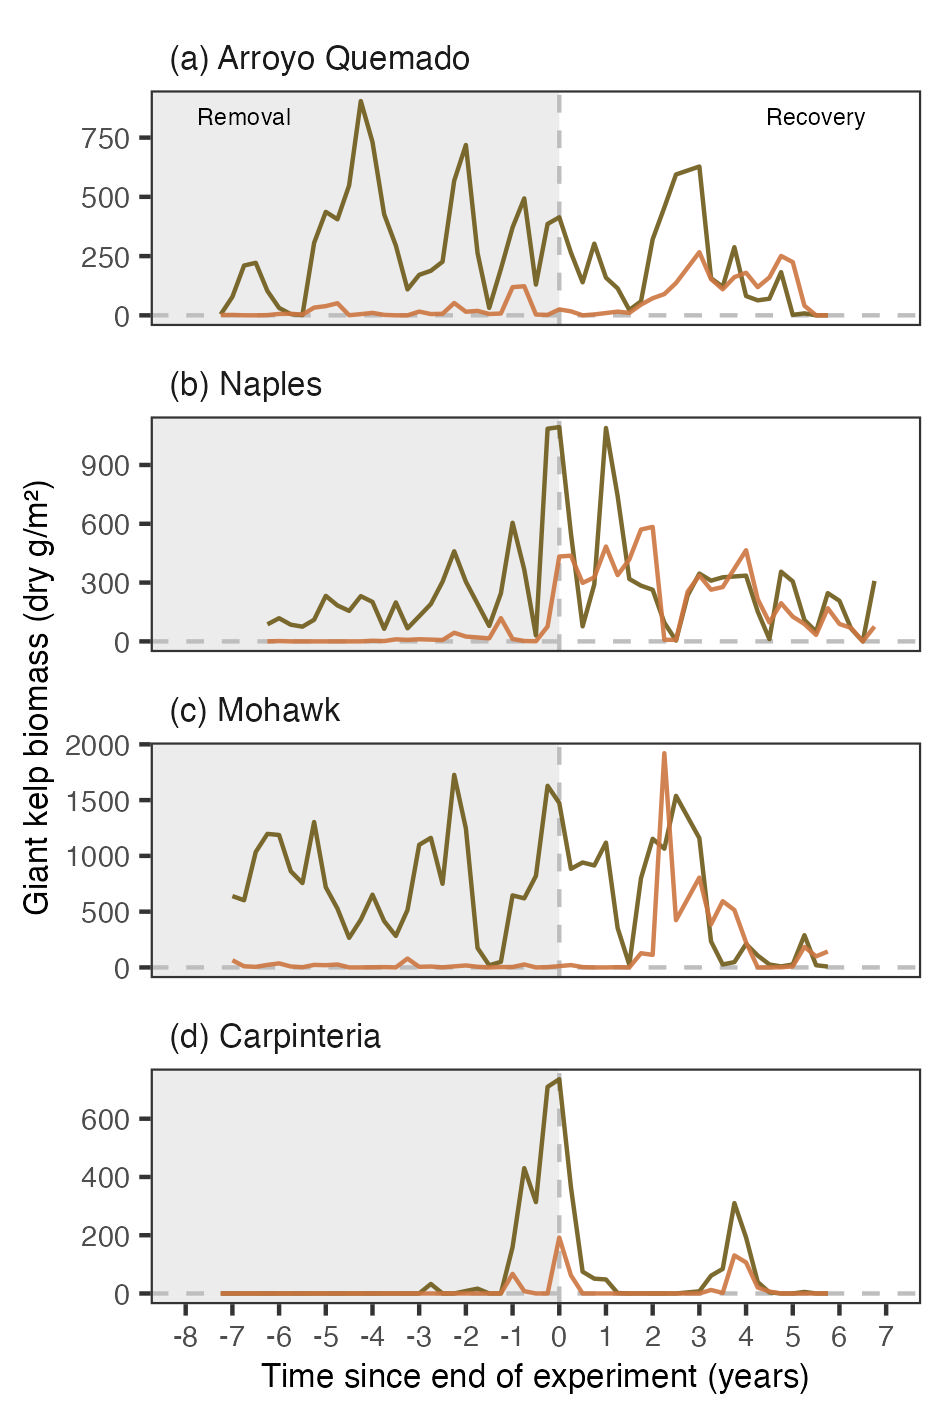 (a) Arroyo Quemado
Removal
Recovery
750
500
250
0
(b) Naples
900
600
300
0
Giant kelp biomass (dry g/m²)
(c) Mohawk
2000
1500
1000
500
0
(d) Carpinteria
600
400
200
0
-8 -7 -6 -5 -4 -3 -2 -1 0 1 2 3 4 5 6 7
Time since end of experiment (years)